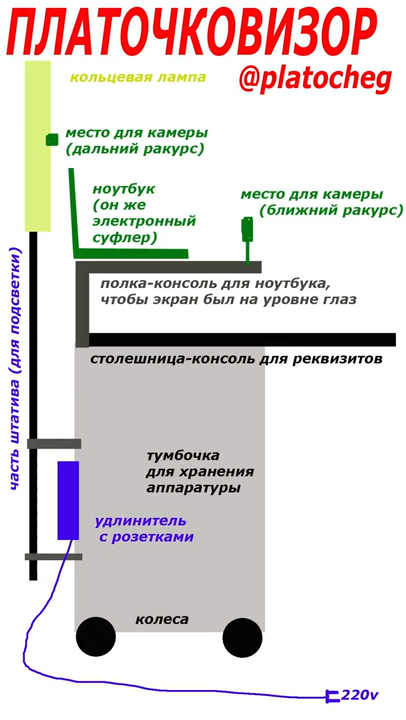 ПЛАТОЧКОВИЗОР
@platocheg
кольцевая лампа
место для камеры
(дальний ракурс)
ноутбук
(он же
электронный
суфлер)
место для камеры
(ближний ракурс)
полка-консоль для ноутбука,
чтобы экран был на уровне глаз
столешница-консоль для реквизитов
часть штатива (для подсветки)
тумбочка
для хранения
аппаратуры
удлинитель
с розетками
колеса
220v